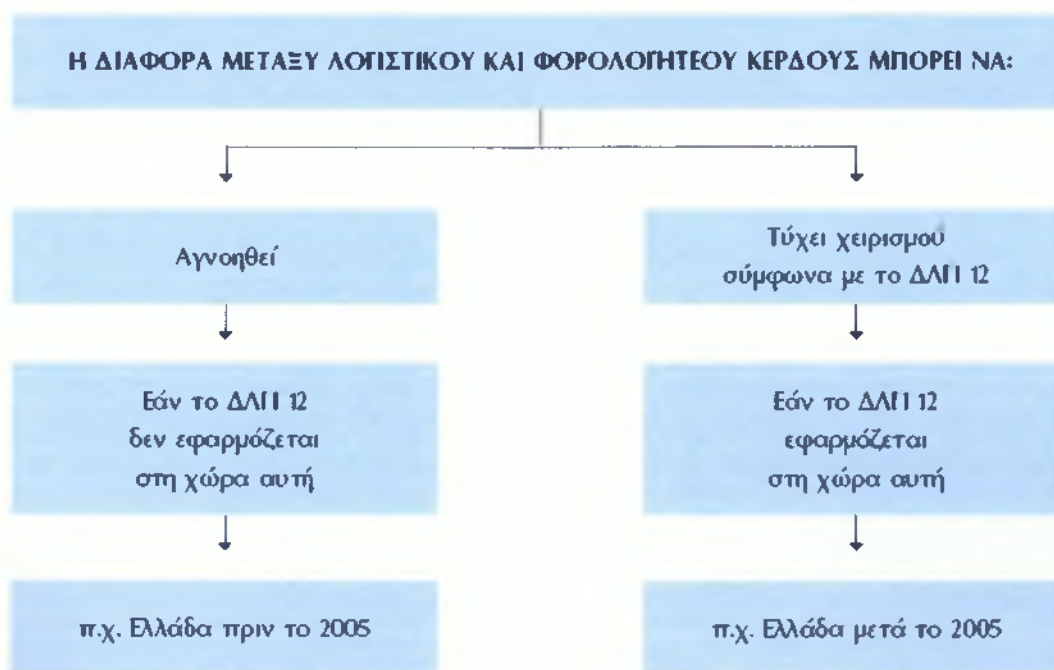 Η ΔΙΑΦΟΡΑ ΜΕΤΑΞΥ ΛΟΓΙΣΤΙΚΟΥ ΚΑΙ ΦΟΡΟΛΟΓΗΤΕΟΥ ΚΕΡΔΟΥΣ ΜΠΟΡΕΙ ΝΑ:
Αγνοηθεί
Τύχει χειρισμού
σύμφωνα με το ΔΛΠ 12
Εάν το ΔΛΠ 12
δεν εφαρμόζεται
στη χώρα αυτή
Εάν το ΔΛΠ 12
εφαρμόζεται
στη χώρα αυτή
π.χ. Ελλάδα πριν το 2005
π.χ. Ελλάδα μετά το 2005